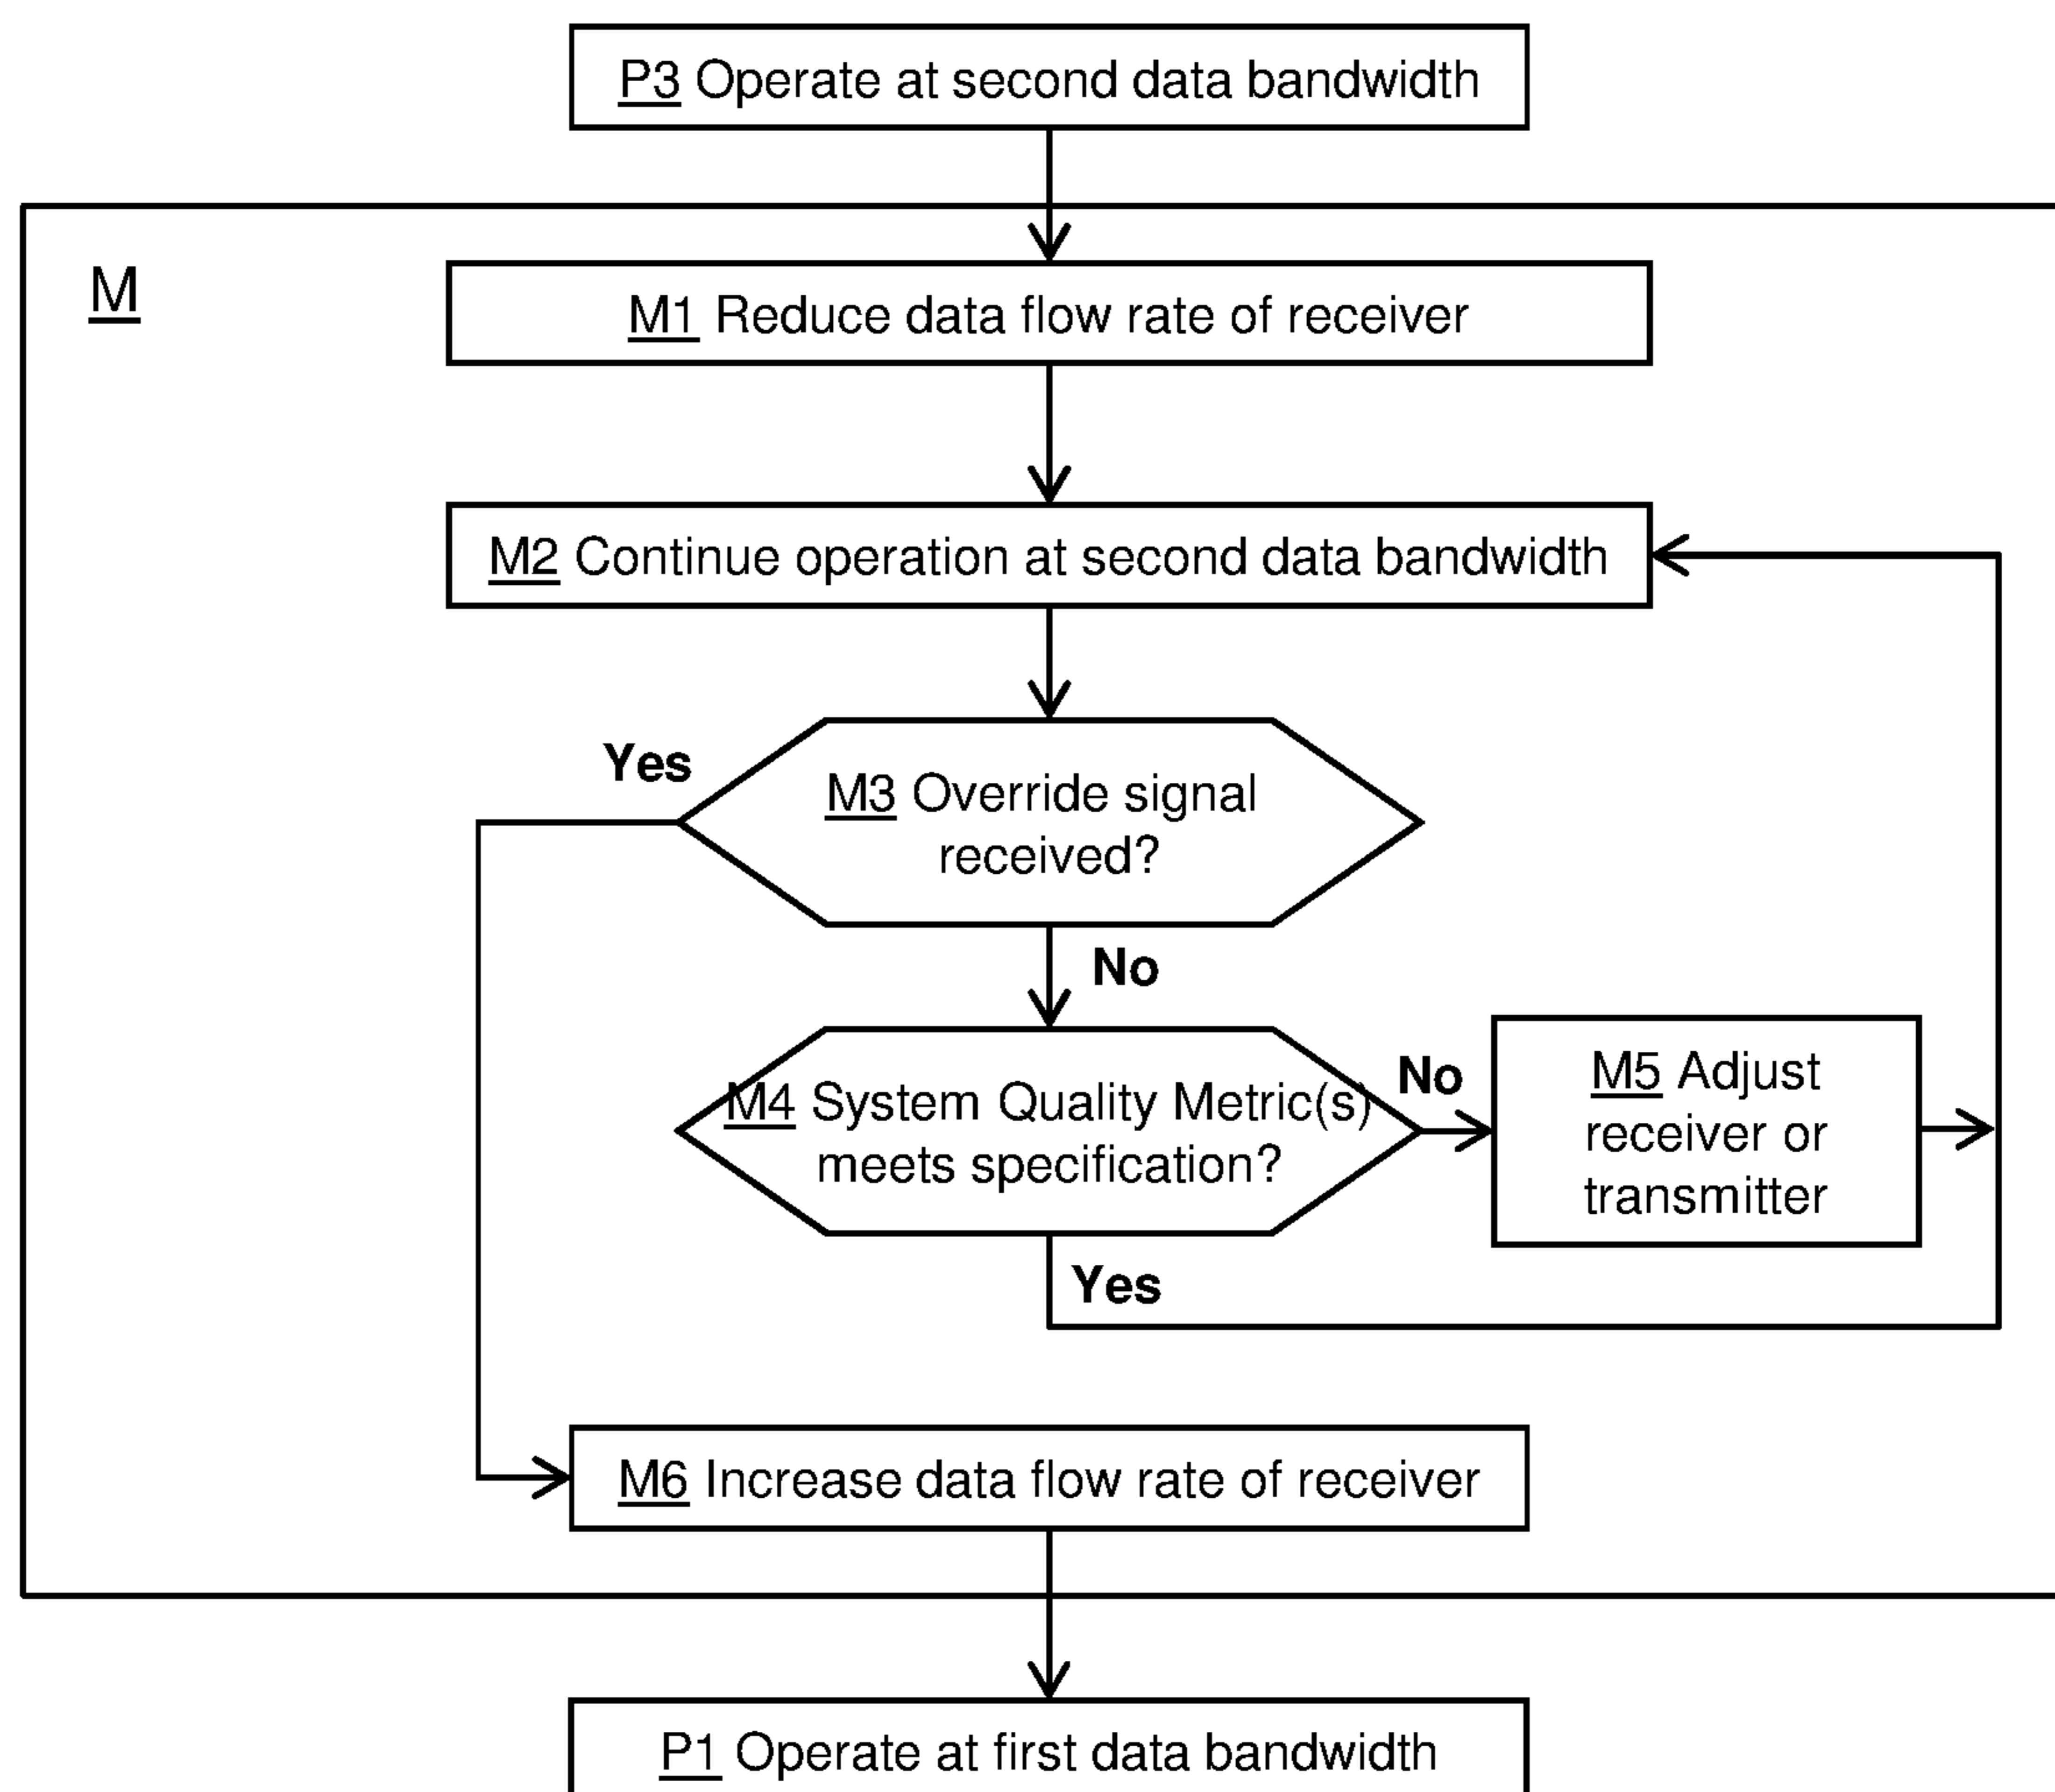 P3 Operate at second data bandwidth
M
M1 Reduce data flow rate of receiver
M2 Continue operation at second data bandwidth
Yes
M3 Override signal
received?
No
M4 System Quality Metric(s)
meets specification?
No
M5 Adjust
receiver or
transmitter
Yes
M6 Increase data flow rate of receiver
P1 Operate at first data bandwidth